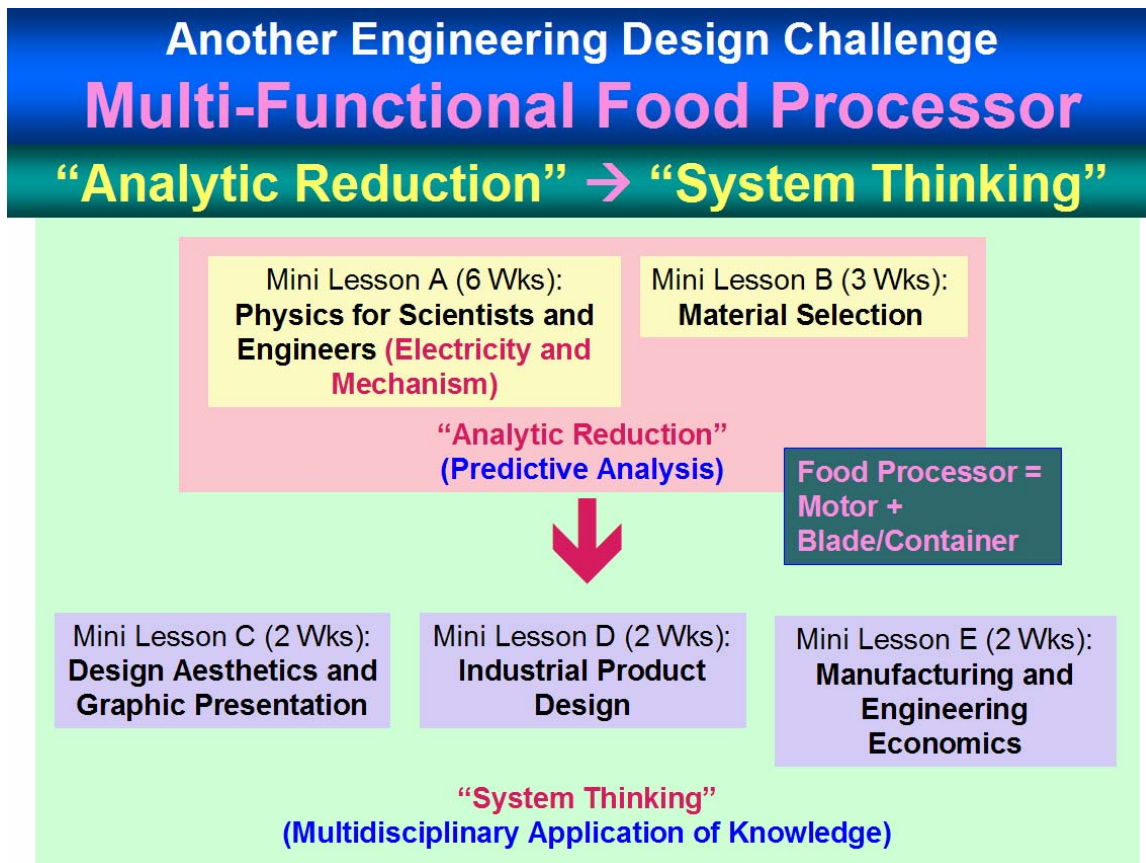 Another Engineering Design Challenge
Multi-Functional Food Processor
“Analytic Reduction” → “System Thinking”
Mini Lesson A (6 Wks):
Physics for Scientists and
Engineers (Electricity and
Mechanism)
Mini Lesson B (3 Wks):
Material Selection
“Analytic Reduction”
(Predictive Analysis)
Food Processor =
Motor +
Blade/Container
Mini Lesson C (2 Wks):
Design Aesthetics and
Graphic Presentation
Mini Lesson D (2 Wks):
Industrial Product
Design
Mini Lesson E (2 Wks):
Manufacturing and
Engineering
Economics
“System Thinking”
(Multidisciplinary Application of Knowledge)